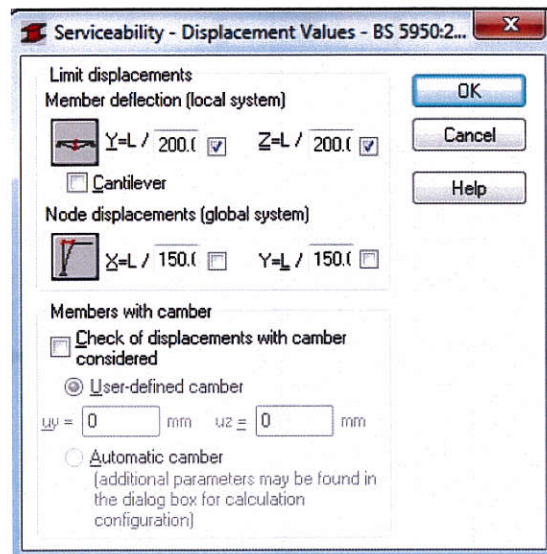 Serviceability - Displacement Values - BS 5950:2...
Limit displacements
Member deflection (local system)
Y=L / 200.( Z=L / 200.(
Cantilever
Node displacements (global system)
X=L / 150.( Y=L / 150.(
Members with camber
Check of displacements with camber
considered
User-defined camber
uy = 0 mm uz = 0 mm
Automatic camber
(additional parameters may be found in
the dialog box for calculation
configuration)
OK
Cancel
Help